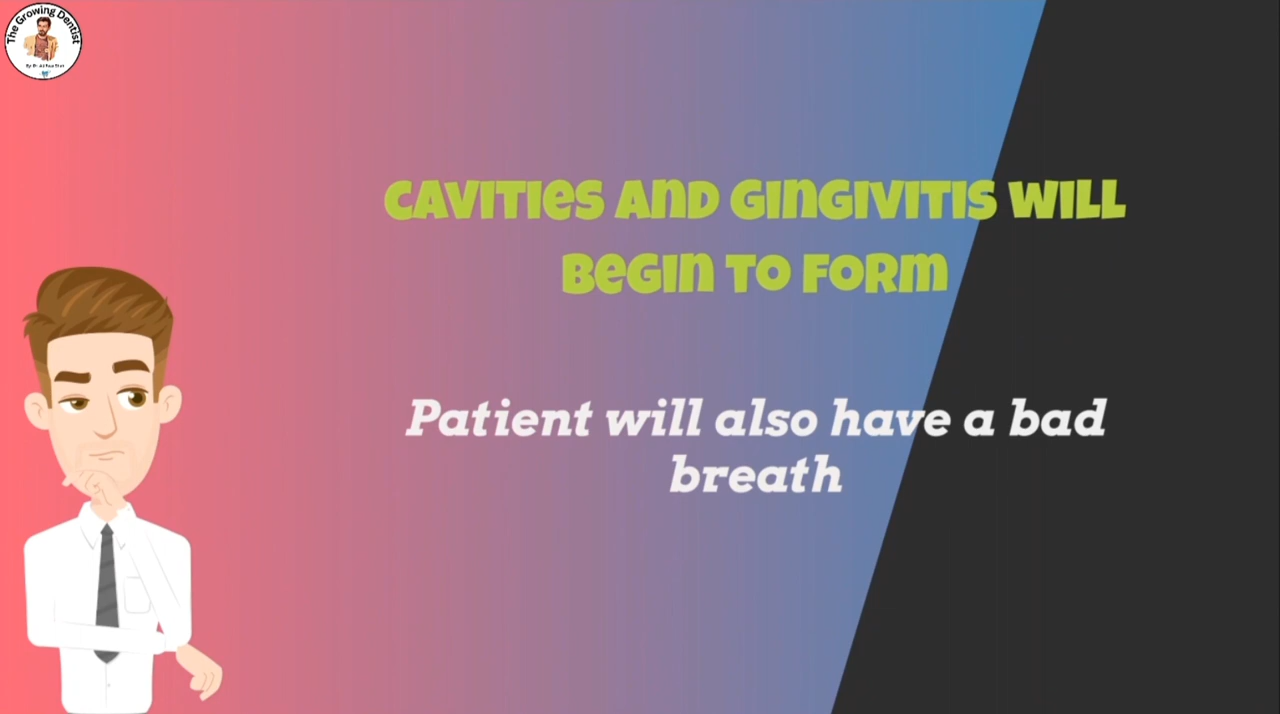 The Growing Dentist
CAVITIES AND GINGIVITIS WILL
BEGIN TO FORM
Patient will also have a bad
breath